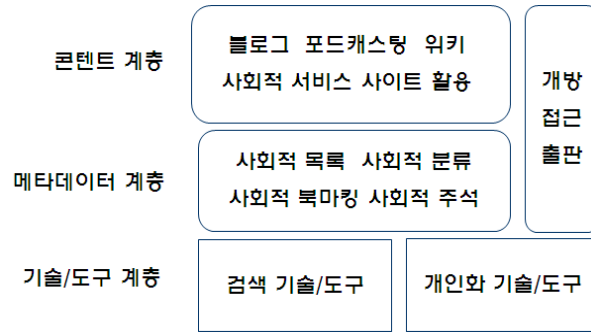 콘텐트 계층
블로그 포드캐스팅 위키
사회적 서비스 사이트 활용
개방
접근
출판
메타데이터 계층
사회적 목록 사회적 분류
사회적 북마킹 사회적 주석
기술/도구 계층
검색 기술/도구
개인화 기술/도구